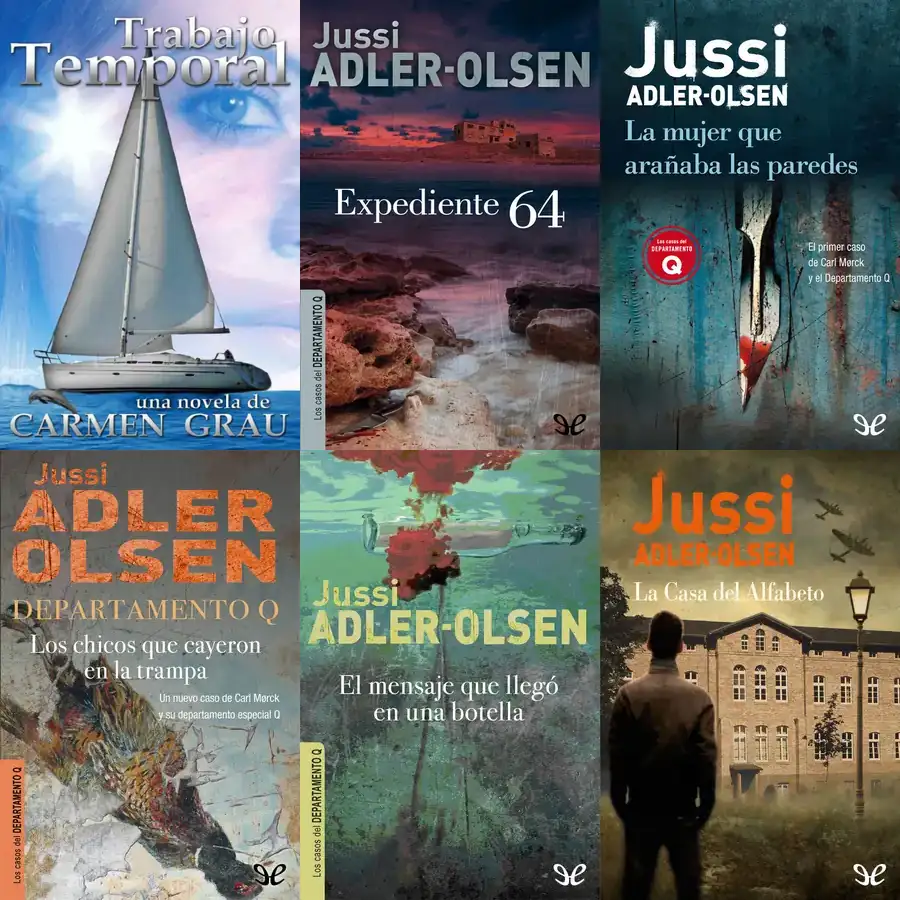 Trabajo
Temporal
una novela de
CARMEN GRAU
Jussi
ADLER-OLSEN
Expediente 64
Los casos del DEPARTAMENTO Q
Jussi
ADLER-OLSEN
La mujer que
arañaba las paredes
Los casos del
DEPARTAMENTO
Q
El primer caso
de Carl Mørck
y el Departamento Q
Jussi
ADLER
OLSEN
DEPARTAMENTO Q
Los chicos que cayeron
en la trampa
Un nuevo caso de Carl Mørck
y su departamento especial Q
Los casos del DEPARTAMENTO Q
Jussi
ADLER-OLSEN
El mensaje que llegó
en una botella
Los casos del DEPARTAMENTO Q
Jussi
ADLER-OLSEN
La Casa del Alfabeto